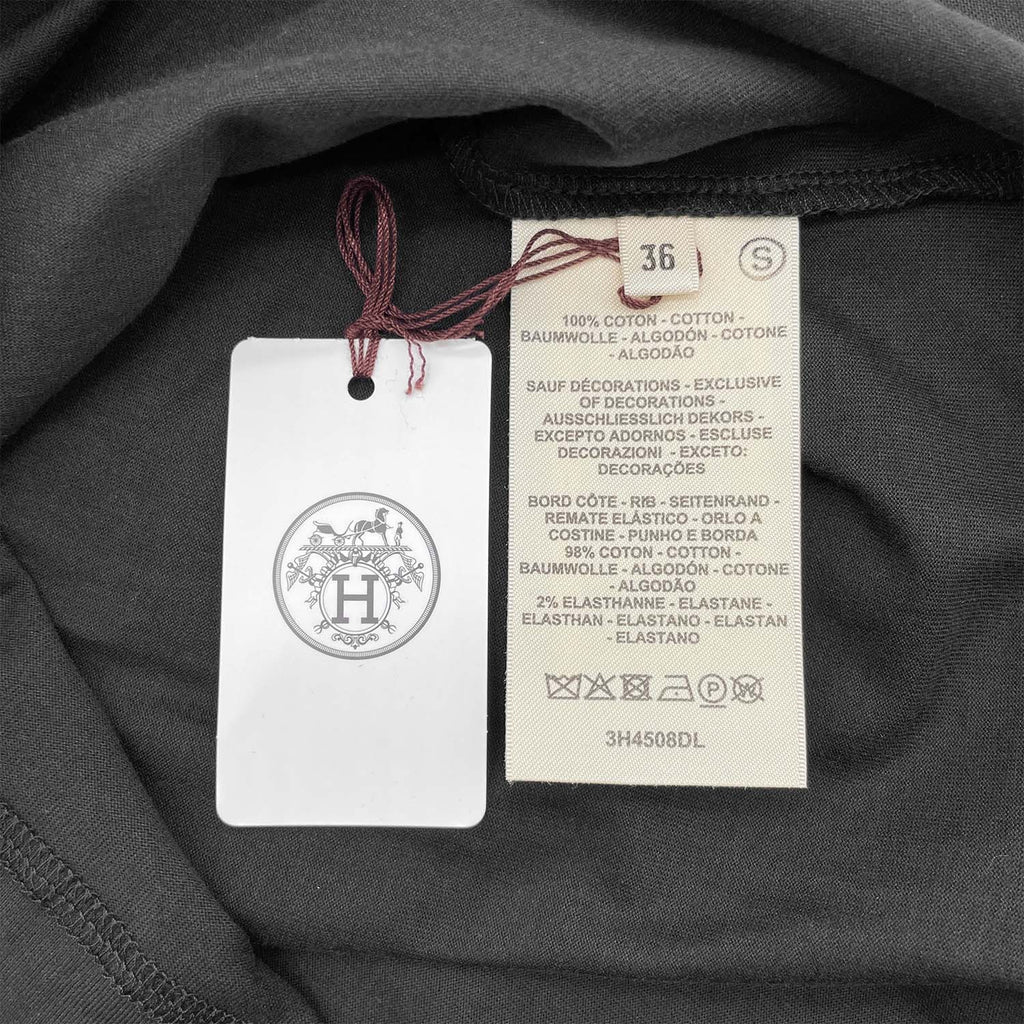 36
S
100% COTON - COTTON -
BAUMWOLLE - ALGODÓN - COTONE
- ALGODÃO
SAUF DÉCORATIONS - EXCLUSIVE
OF DECORATIONS -
AUSSCHLIESSLICH DEKORS -
EXCEPTO ADORNOS - ESCLUSE
DECORAZIONI - EXCETO:
DECORAÇÕES
BORD CÔTE - RIB - SEITENRAND -
REMATE ELÁSTICO - ORLO A
COSTINE - PUNHO E BORDA
98% COTON - COTTON -
BAUMWOLLE - ALGODÓN - COTONE
- ALGODÃO
2% ELASTHANNE - ELASTANE -
ELASTHAN - ELASTANO - ELASTAN
- ELASTANO
P W
3H4508DL
H